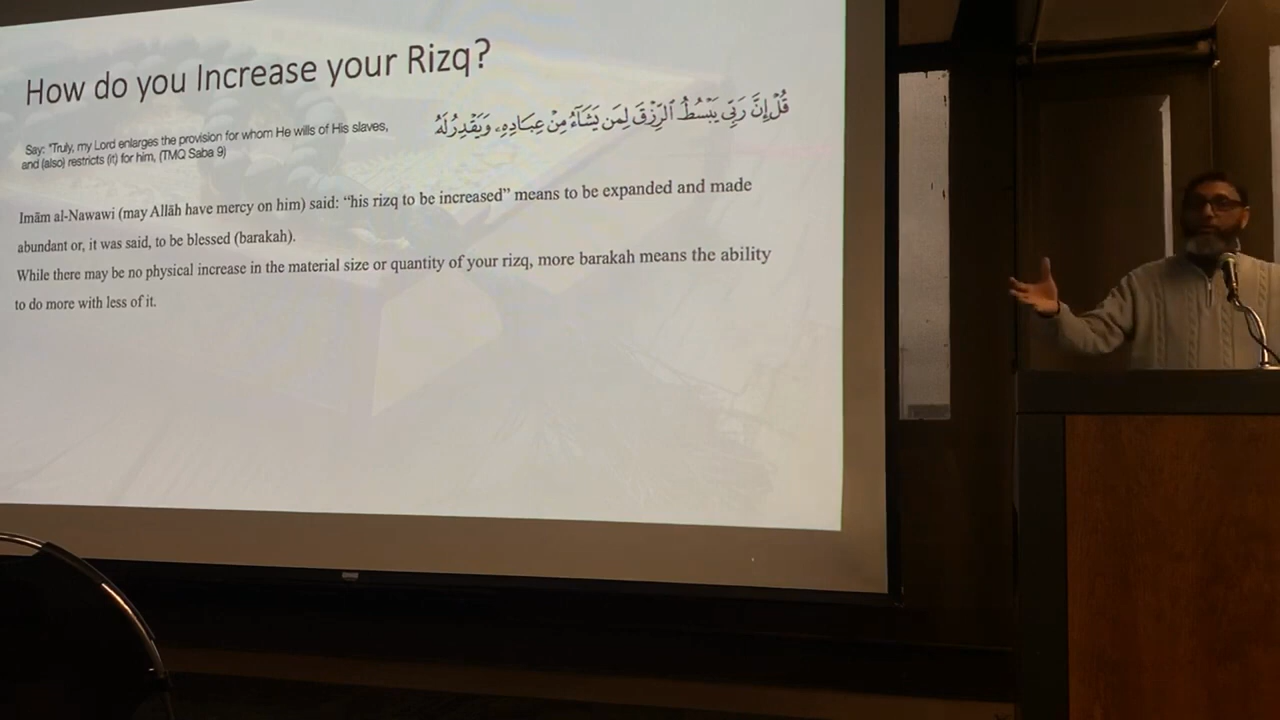 How do you Increase your Rizq?
قُلْ إِنَّ رَبِّي يَبْسُطُ ٱلرِّزْقَ لِمَن يَشَآءُ مِنْ عِبَادِهِۦ وَيَقْدِرُ لَهُۥ
Say: "Truly, my Lord enlarges the provision for whom He wills of His slaves,
and (also) restricts (it) for him, (TMQ Saba 9)
Imām al-Nawawi (may Allāh have mercy on him) said: “his rizq to be increased” means to be expanded and made
abundant or, it was said, to be blessed (barakah).
While there may be no physical increase in the material size or quantity of your rizq, more barakah means the ability
to do more with less of it.